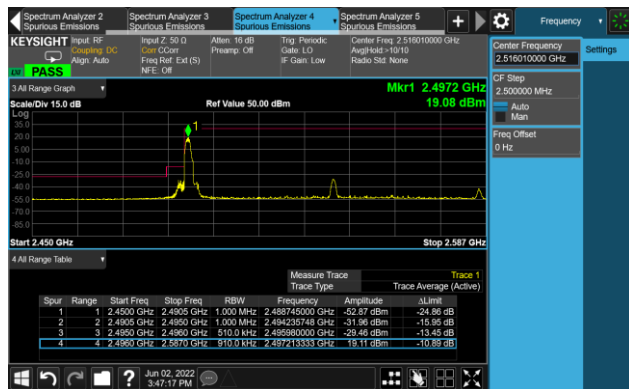 Spectrum Analyzer 2 Spurious Emissions
Spectrum Analyzer 3 Spurious Emissions
Spectrum Analyzer 4 Spurious Emissions
Spectrum Analyzer 5 Spurious Emissions
Frequency
KEYSIGHT Input: RF
Coupling: DC
Align: Auto
Input Z: 50 Ω
Corr CCorr
Freq Ref: Ext (S)
NFE: Off
Atten: 16 dB
Preamp: Off
Trig: Periodic
Gate: LO
IF Gain: Low
Center Freq: 2.516010000 GHz
Avg|Hold:>10/10
Radio Std: None
PASS
Center Frequency
2.516010000 GHz
Settings
CF Step
2.500000 MHz
Auto
Man
Freq Offset
0 Hz
3 All Range Graph
Mkr1 2.4972 GHz
Scale/Div 15.0 dB
Ref Value 50.00 dBm
19.08 dBm
Log
35.0
20.0
5.00
-10.0
-25.0
-40.0
-55.0
-70.0
-85.0
1
Start 2.450 GHz
Stop 2.587 GHz
4 All Range Table
Measure Trace Trace 1
Trace Type Trace Average (Active)
Spur Range Start Freq Stop Freq RBW Frequency Amplitude ΔLimit
1 1 2.4500 GHz 2.4905 GHz 1.000 MHz 2.488745000 GHz -52.87 dBm -24.86 dB
2 2 2.4905 GHz 2.4950 GHz 1.000 MHz 2.494235748 GHz -31.96 dBm -15.95 dB
3 3 2.4950 GHz 2.4960 GHz 510.0 kHz 2.495980000 GHz -29.46 dBm -13.45 dB
4 4 2.4960 GHz 2.5870 GHz 910.0 kHz 2.497213333 GHz 19.11 dBm -10.89 dB
Jun 02, 2022
3:47:17 PM